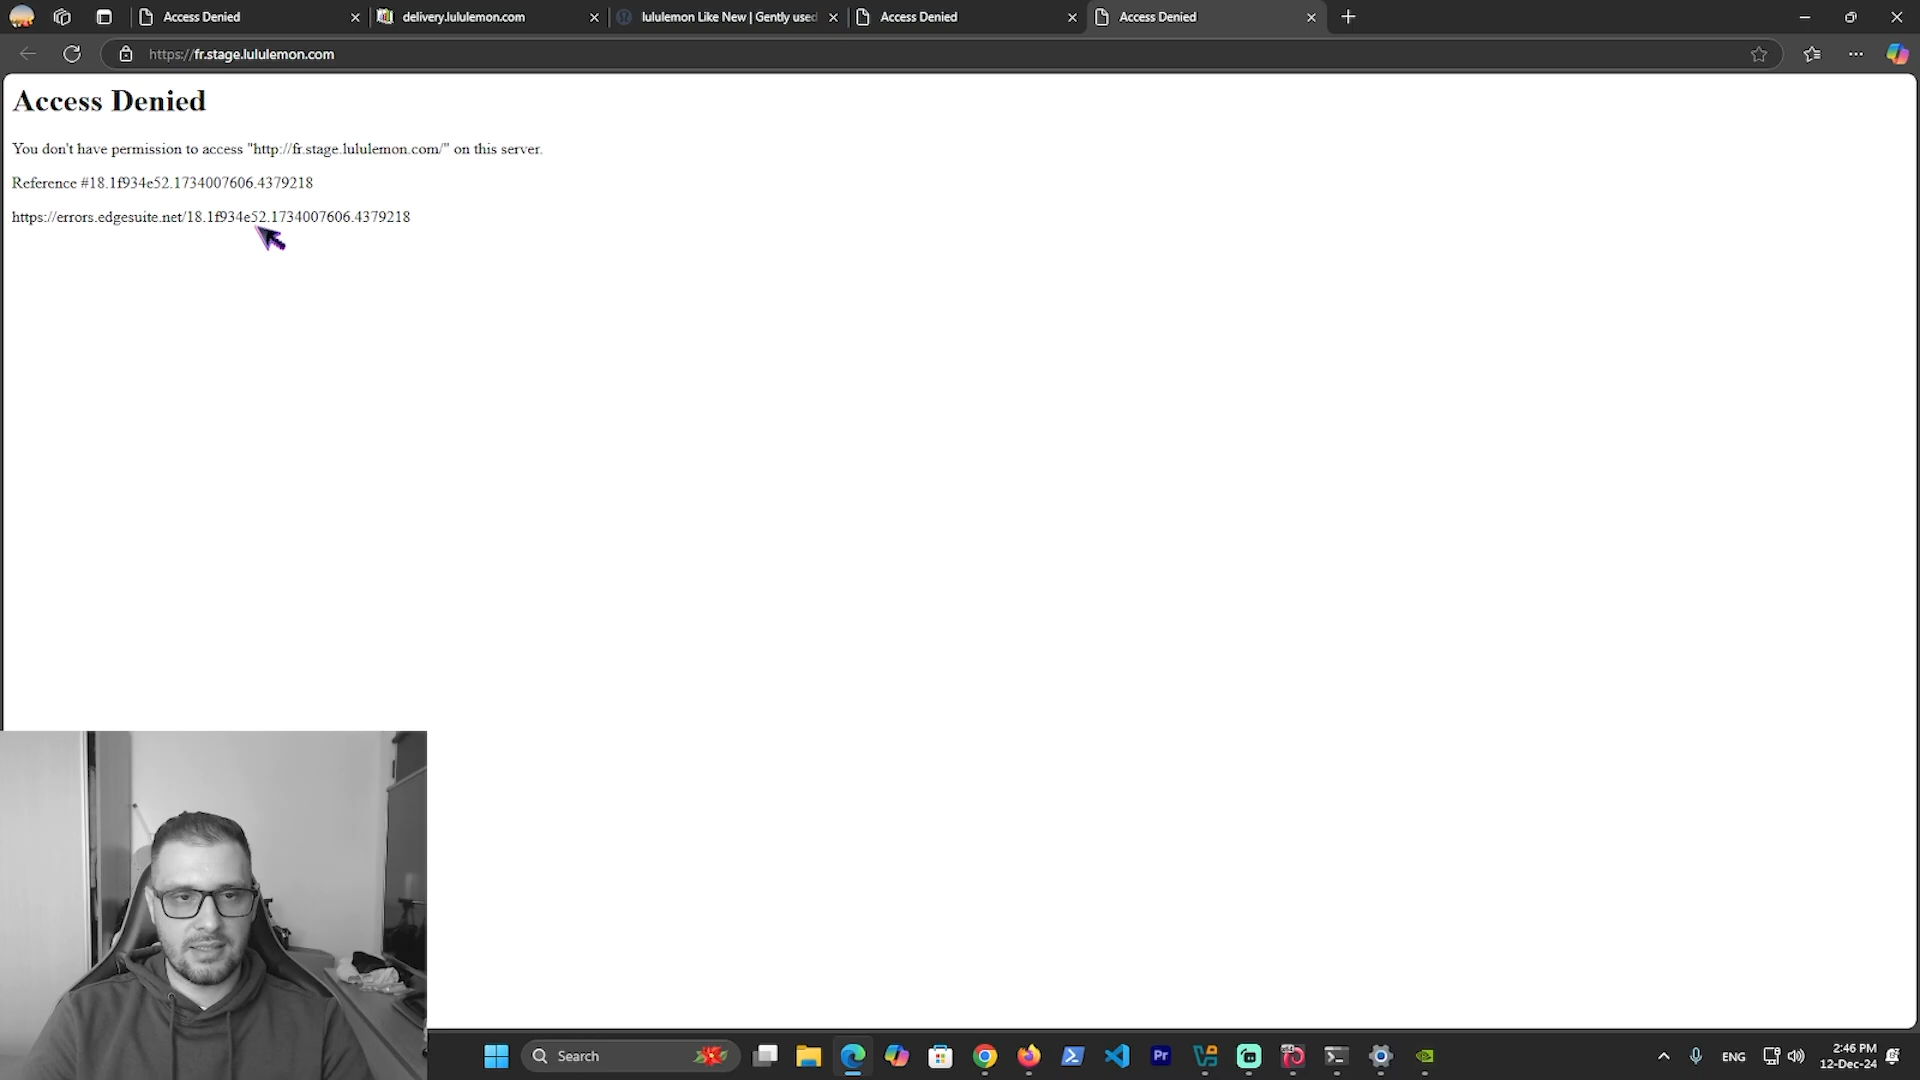 Access Denied
delivery.lululemon.com
lululemon Like New | Gently used
Access Denied
Access Denied
https://fr.stage.lululemon.com
Access Denied
You don't have permission to access "http://fr.stage.lululemon.com/" on this server.
Reference #18.1f934e52.1734007606.4379218
https://errors.edgesuite.net/18.1f934e52.1734007606.4379218
Search
Pr
ENG
2:46 PM
12-Dec-24